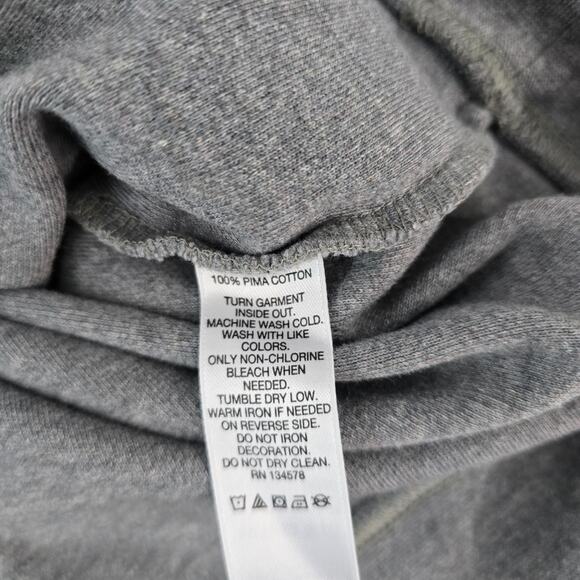 100% PIMA COTTON
TURN GARMENT
INSIDE OUT.
MACHINE WASH COLD.
WASH WITH LIKE
COLORS.
ONLY NON-CHLORINE
BLEACH WHEN
NEEDED.
TUMBLE DRY LOW.
WARM IRON IF NEEDED
ON REVERSE SIDE.
DO NOT IRON
DECORATION.
DO NOT DRY CLEAN.
RN 134578